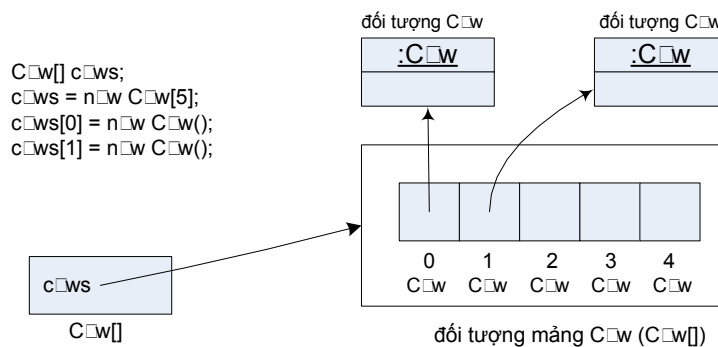 đối tượng C□w
đối tượng C□w
:C□w
:C□w
C□w[] c□ws;
c□ws = n□w C□w[5];
c□ws[0] = n□w C□w();
c□ws[1] = n□w C□w();
0 1 2 3 4
C□w C□w C□w C□w C□w
c□ws
C□w[]
đối tượng mảng C□w (C□w[])